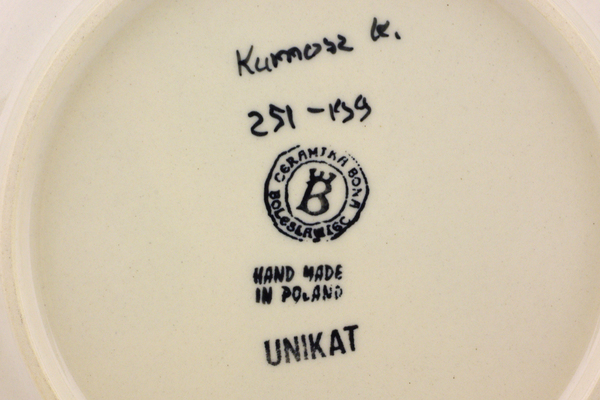 Kurmosz K.
251-159
CERAMIKA BONA
B
BOLESŁAWIEC
HAND MADE
IN POLAND
UNIKAT